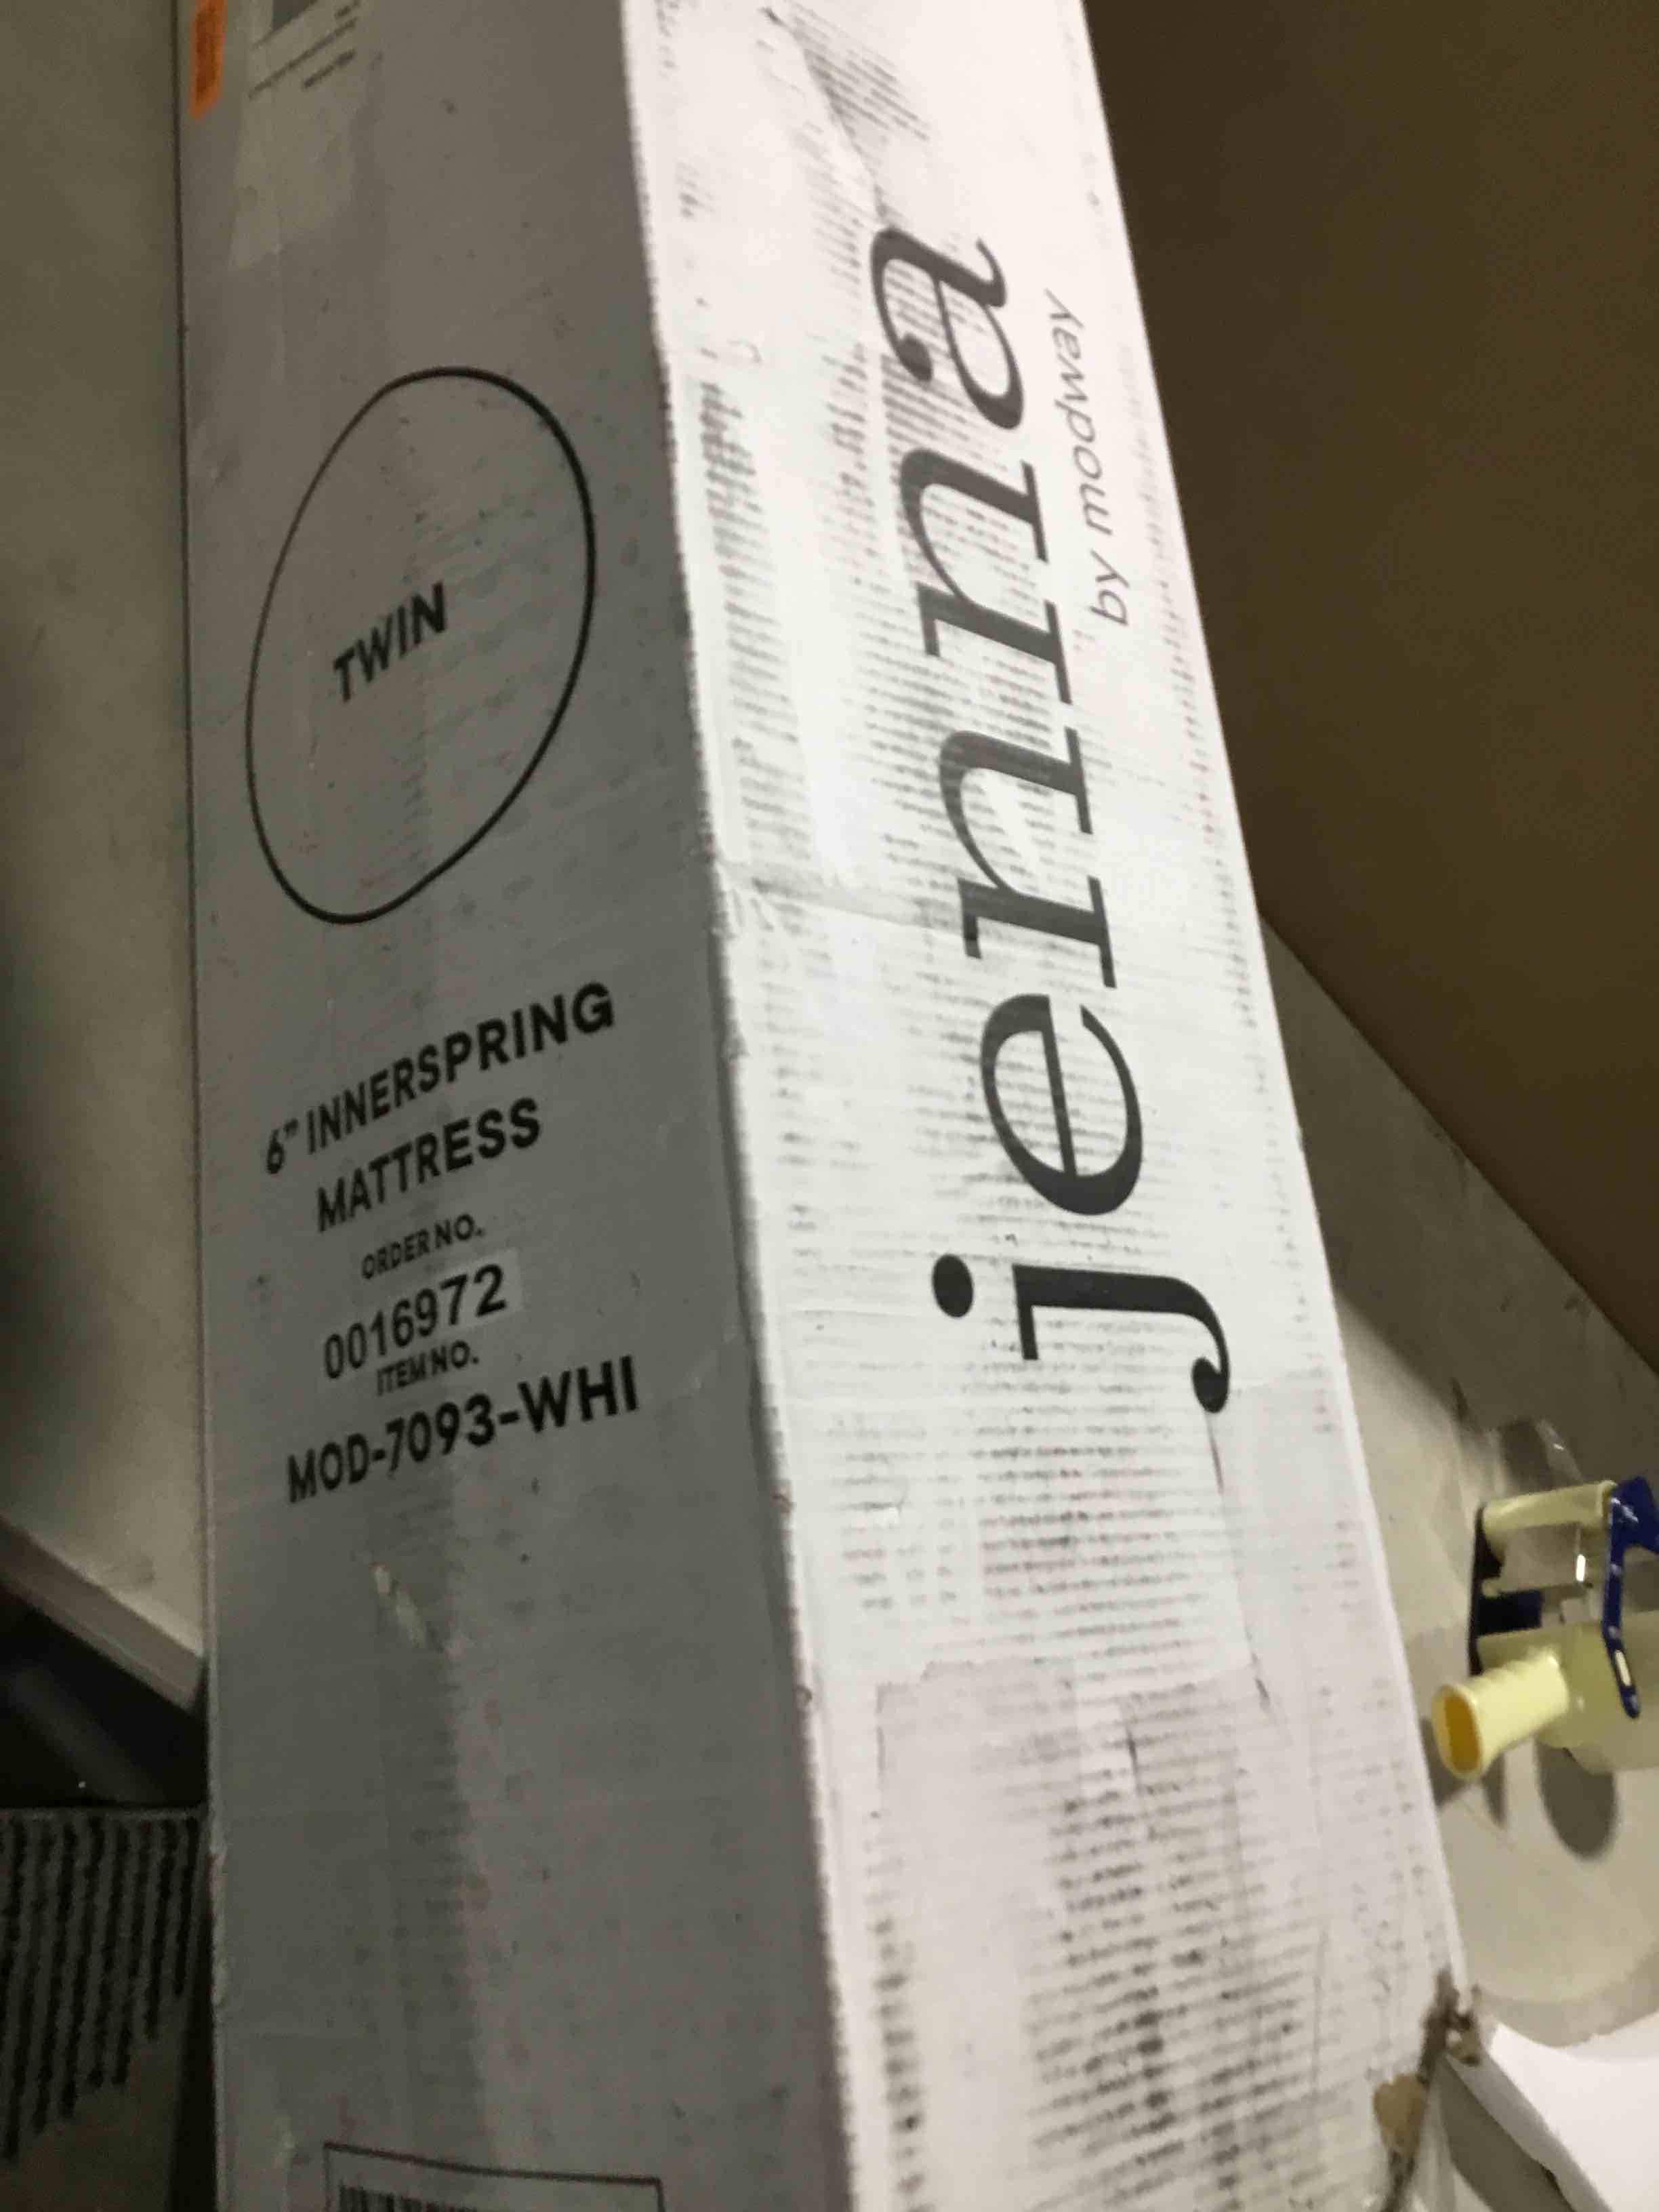 TWIN
6" INNERSPRING
MATTRESS
ORDER NO.
0016972
ITEM NO.
MOD-7093-WHI
jenna
by modway